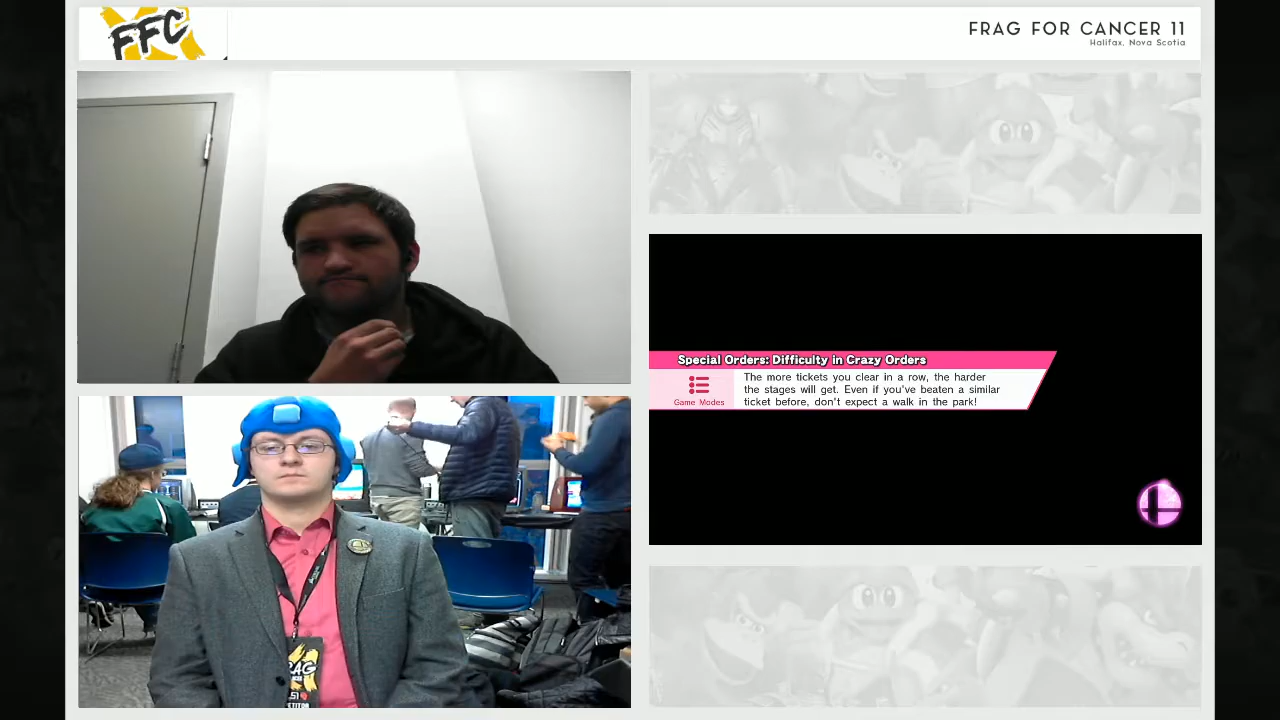 FFC
FRAG FOR CANCER 11
Halifax, Nova Scotia
Special Orders: Difficulty in Crazy Orders
The more tickets you clear in a row, the harder
the stages will get. Even if you've beaten a similar
Game Modes
ticket before, don't expect a walk in the park!
FRAG